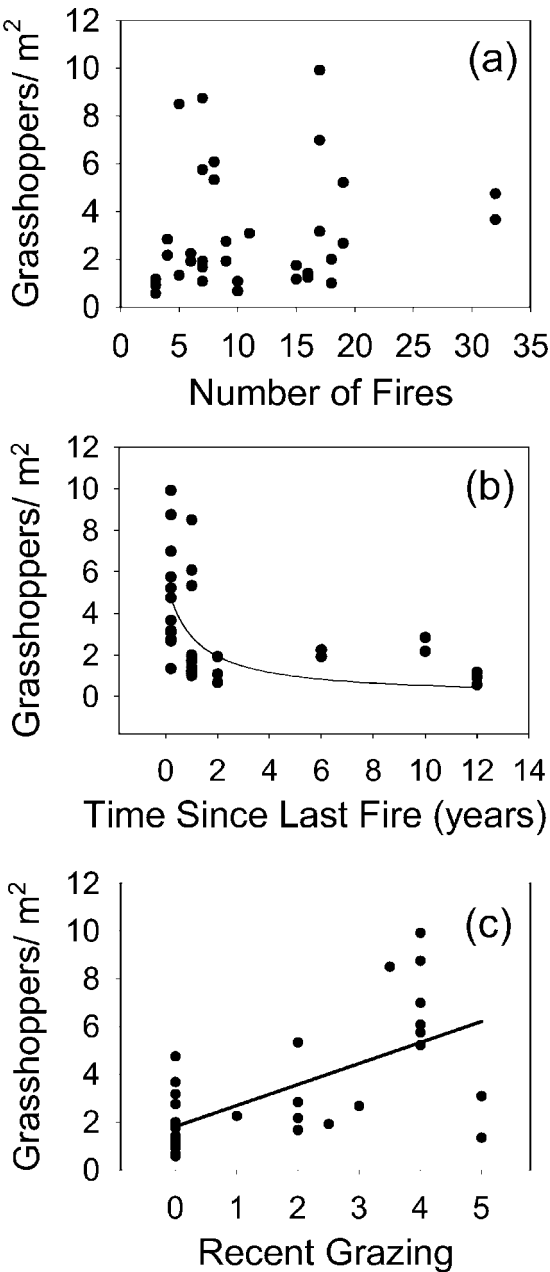 (a)
Grasshoppers/ m²
12
10
8
6
4
2
0
0 5 10 15 20 25 30 35
Number of Fires
(b)
Grasshoppers/ m²
12
10
8
6
4
2
0
0 2 4 6 8 10 12 14
Time Since Last Fire (years)
(c)
Grasshoppers/ m²
12
10
8
6
4
2
0
0 1 2 3 4 5
Recent Grazing